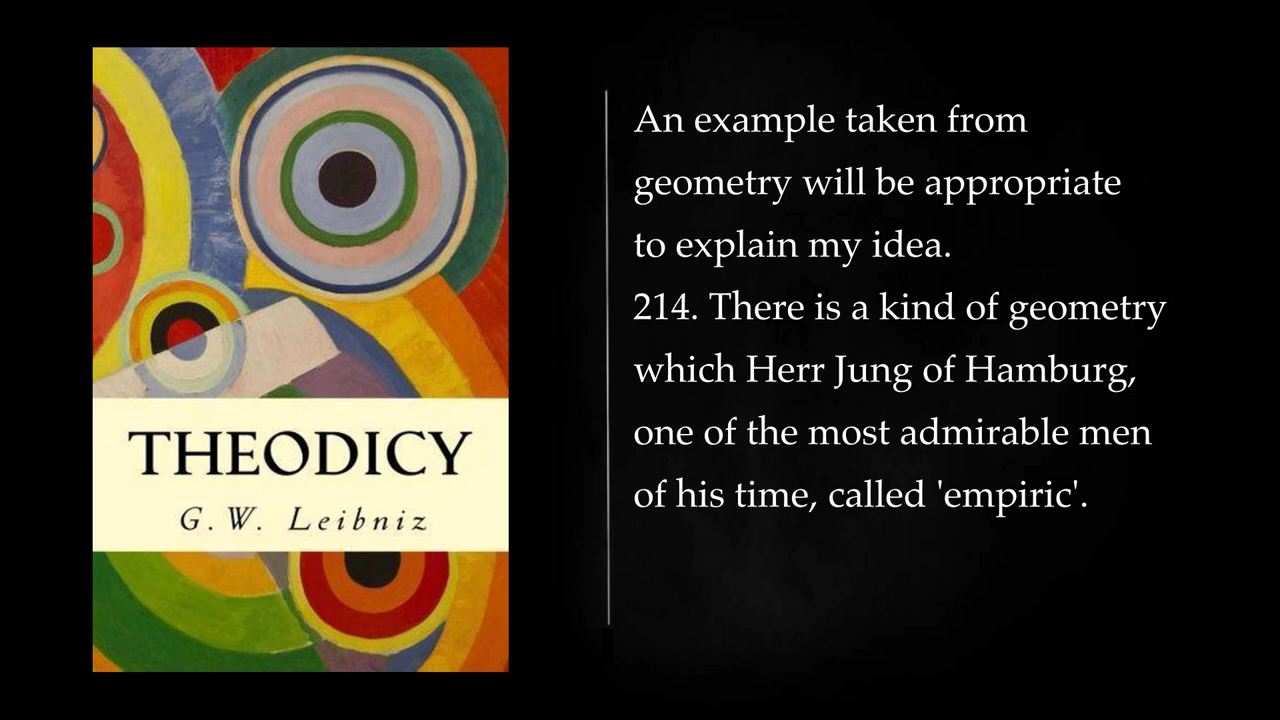 THEODICY
G.W. Leibniz
An example taken from
geometry will be appropriate
to explain my idea.
214. There is a kind of geometry
which Herr Jung of Hamburg,
one of the most admirable men
of his time, called 'empiric'.